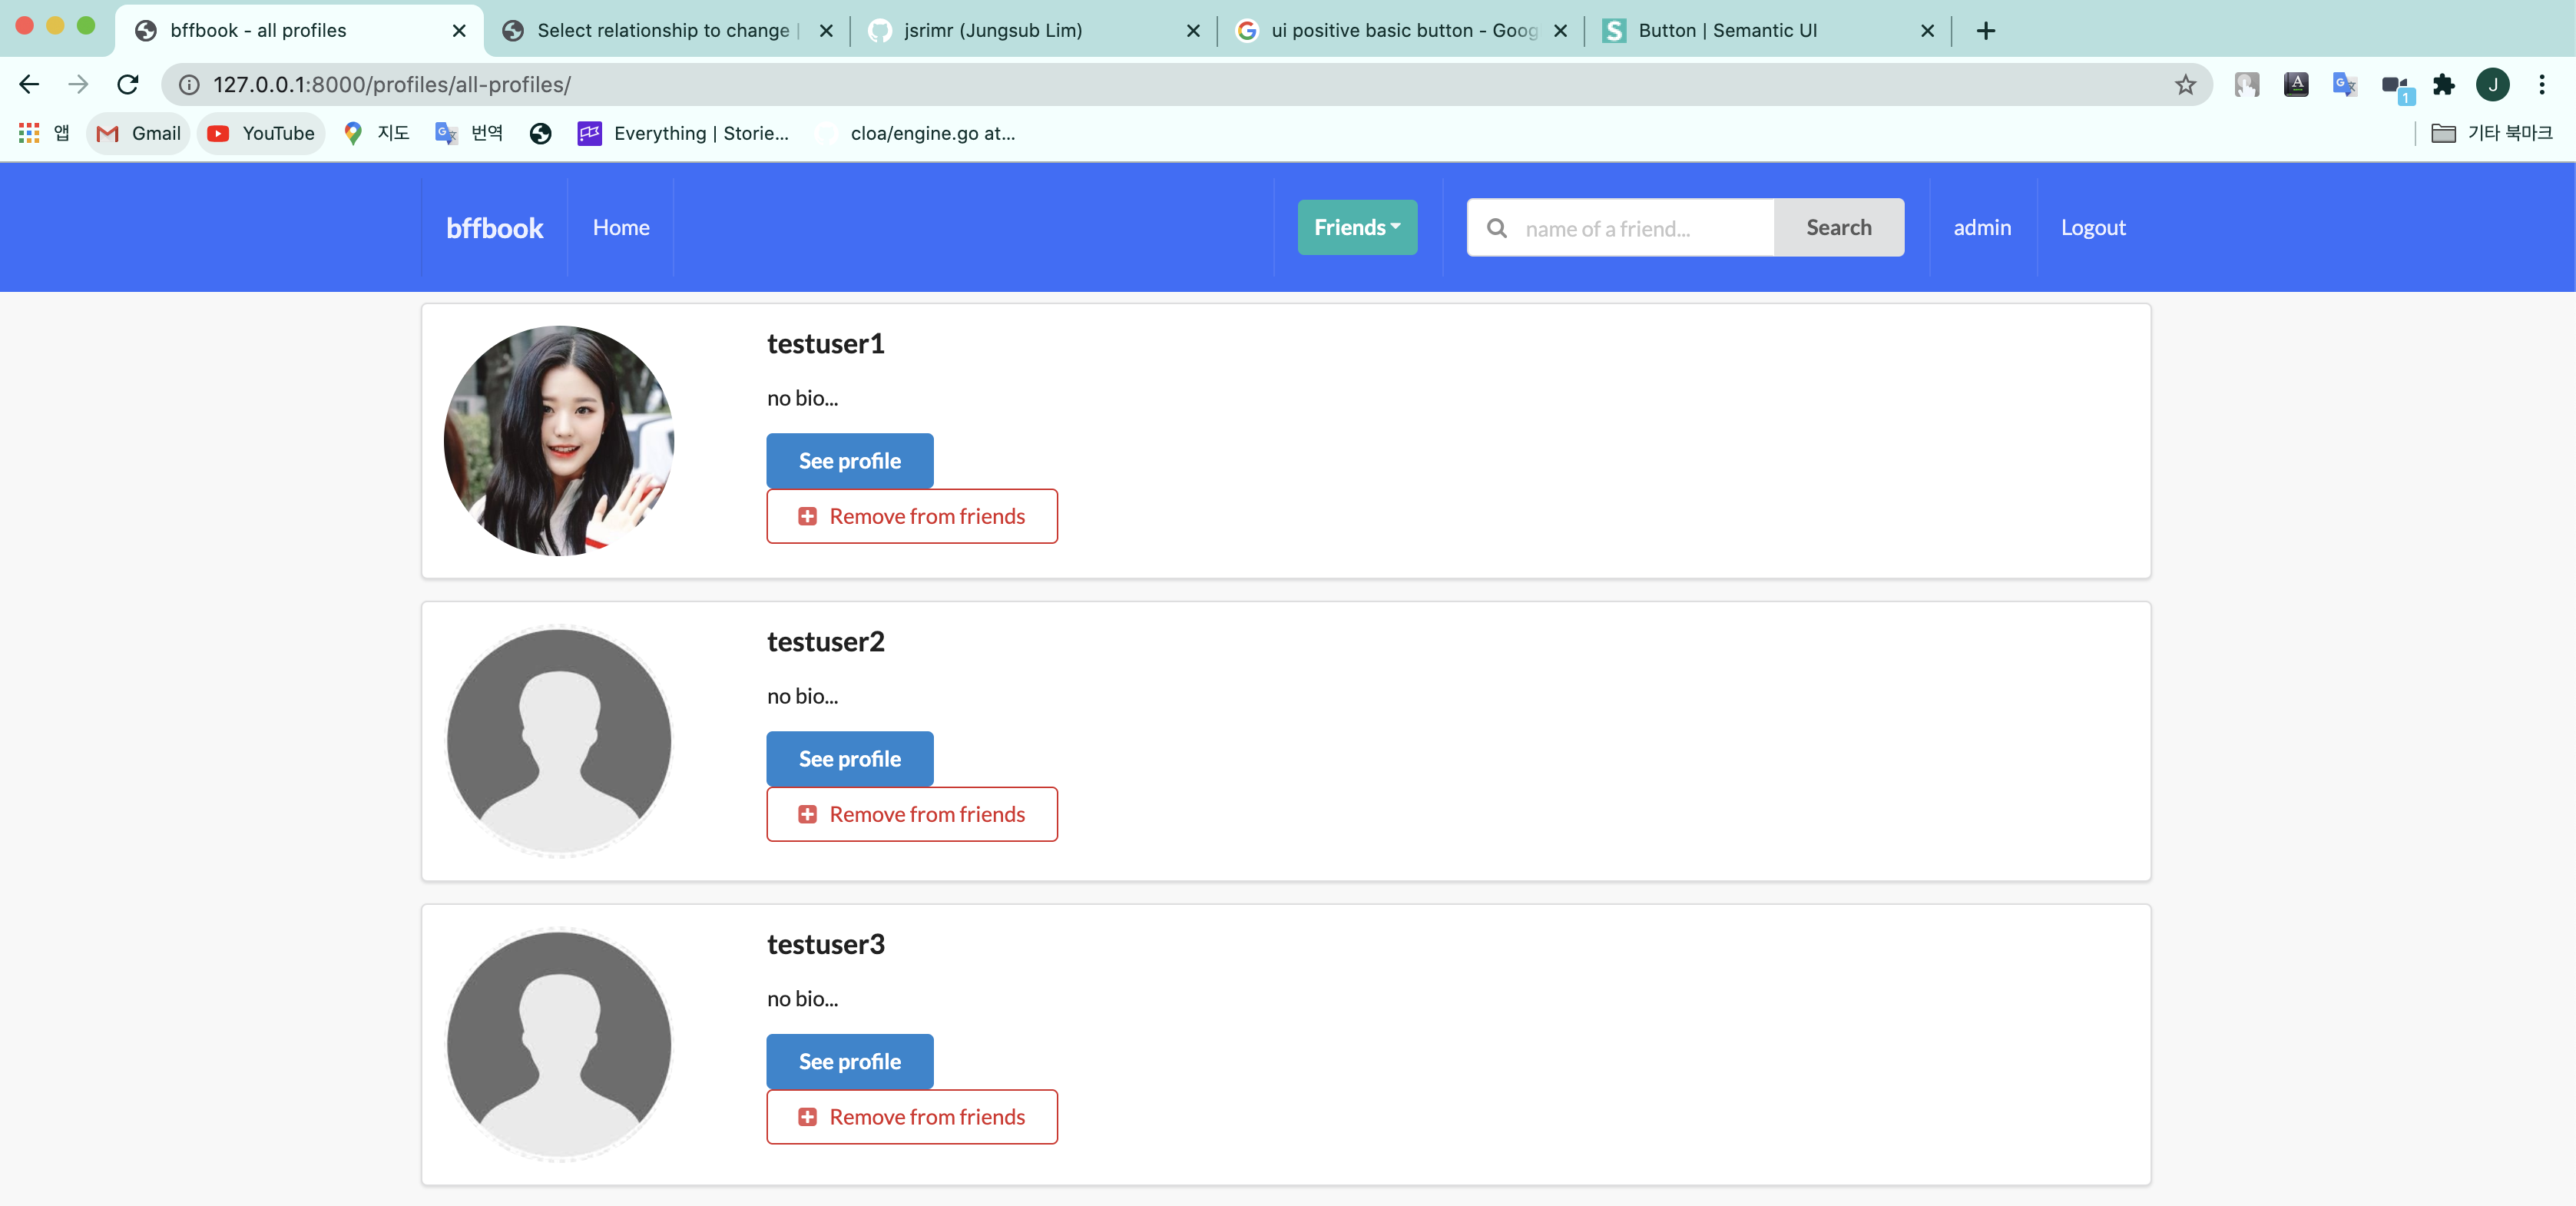 bffbook - all profiles
Select relationship to change |
jsrimr (Jungsub Lim)
ui positive basic button - Goog
S Button | Semantic UI
127.0.0.1:8000/profiles/all-profiles/
J
1
앱
Gmail
YouTube
지도
번역
Everything | Storie...
cloa/engine.go at...
기타 북마크
bffbook
Home
Friends
name of a friend...
Search
admin
Logout
testuser1
no bio...
See profile
Remove from friends
testuser2
no bio...
See profile
Remove from friends
testuser3
no bio...
See profile
Remove from friends